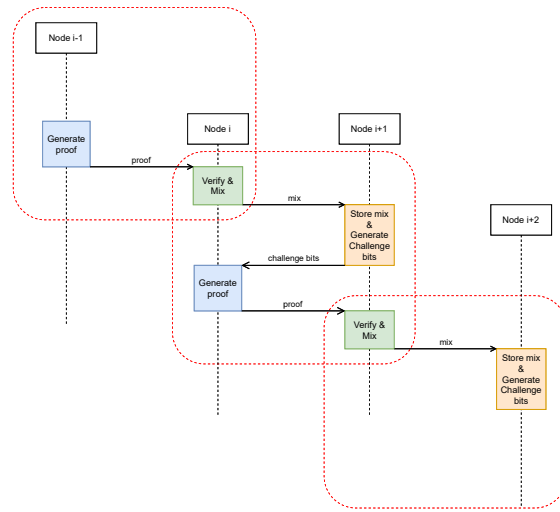 Node i-1
Node i
Node i+1
Generate
proof
proof
Verify &
Mix
mix
Store mix
&
Generate
Challenge
bits
Node i+2
challenge bits
Generate
proof
proof
Verify &
Mix
mix
Store mix
&
Generate
Challenge
bits